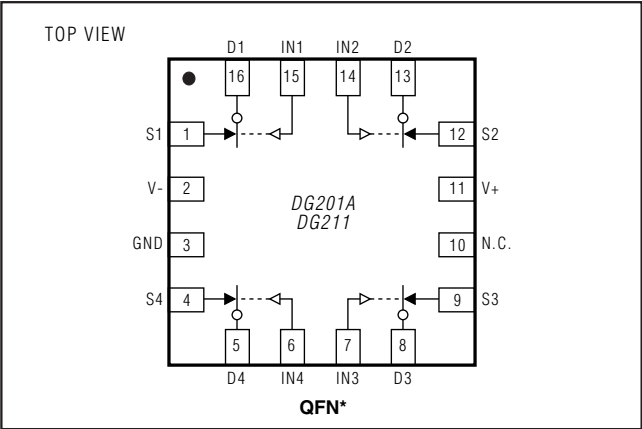 TOP VIEW
D1 IN1 IN2 D2
16 15 14 13
S1 1 12 S2
V- 2 11 V+
DG201A
DG211
GND 3 10 N.C.
S4 4 9 S3
5 6 7 8
D4 IN4 IN3 D3
QFN*